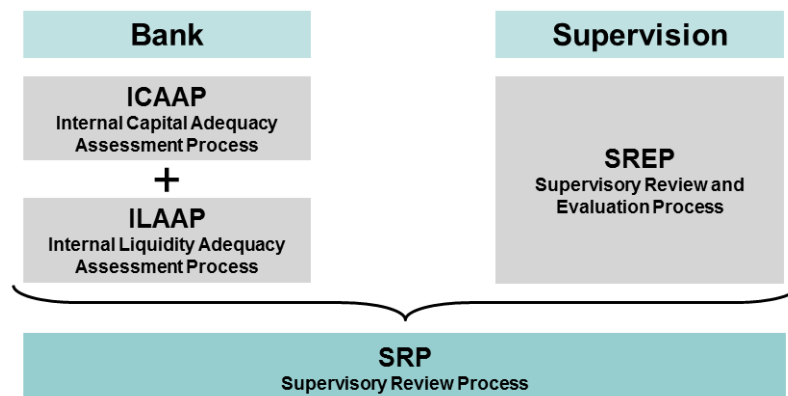 Bank
Supervision
ICAAP
Internal Capital Adequacy
Assessment Process
+
ILAAP
Internal Liquidity Adequacy
Assessment Process
SREP
Supervisory Review and
Evaluation Process
SRP
Supervisory Review Process